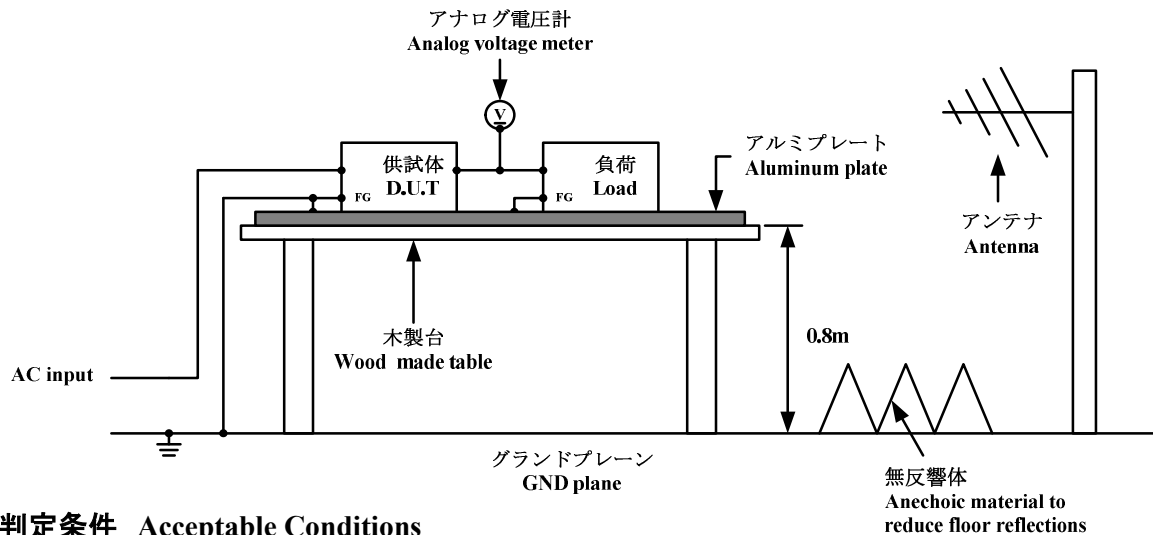 アナログ電圧計
Analog voltage meter
V
供試体
D.U.T
FG
負荷
Load
FG
アルミプレート
Aluminum plate
アンテナ
Antenna
木製台
Wood made table
0.8m
AC input
グランドプレーン
GND plane
無反響体
Anechoic material to
reduce floor reflections
判定条件 Acceptable Conditions